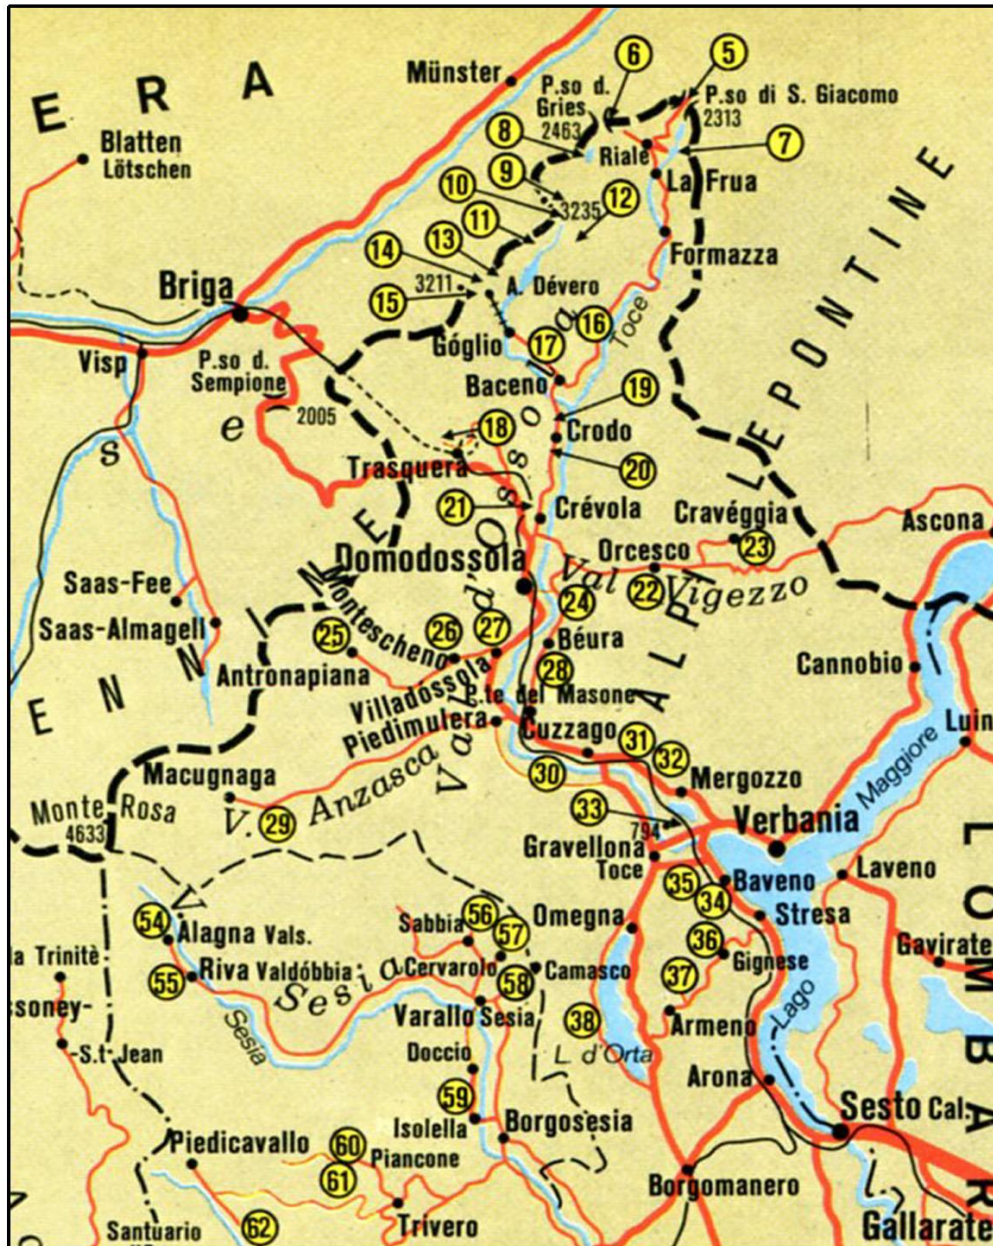 ERA
Münster
6
5
P.so d.
Gries
2463
P.so di S. Giacomo
2313
Blatten
Lötschen
8
Riale
7
La Frua
9
10
3235
12
11
13
14
Formazza
3211
15
A. Dévero
Briga
Toce
16
Góglio
17
Visp
P.so d.
Sempione
2005
Baceno
19
18
Crodo
Trasquera
20
21
Crévola
Cravéggia
23
Ascona
Orcesco
Domodossola
Val Vigezzo
22
24
Saas-Fee
Saas-Almagell
25
Montescheno
26
27
Béura
Antronapiana
28
Cannobio
Villadóssola
P.te del Masone
Piedimulera
Cuzzago
31
32
Luin
Macugnaga
30
Mergozzo
Maggiore
Monte Rosa
4633
V. Anzasca
29
33
794
Verbania
Gravellona
Toce
35
34
Baveno
Laveno
ALPI LEPONTINE
54
Alagna Vals.
Sabbia
56
57
Omegna
Stresa
36
Gignese
Gavirate
la Trinitè
55
Riva Valdóbbia
Cervarolo
58
Camasco
37
V. Sesia
Sesia
Varallo Sesia
38
L. d'Orta
Armeno
Lago
ssoney-
-S.t Jean
Doccio
Arona
59
Isolella
Borgosesia
Sesto Cal.
Piedicavallo
60
Piancone
61
Borgomanero
62
Trivero
Gallarate
Santuario
LOMBAR